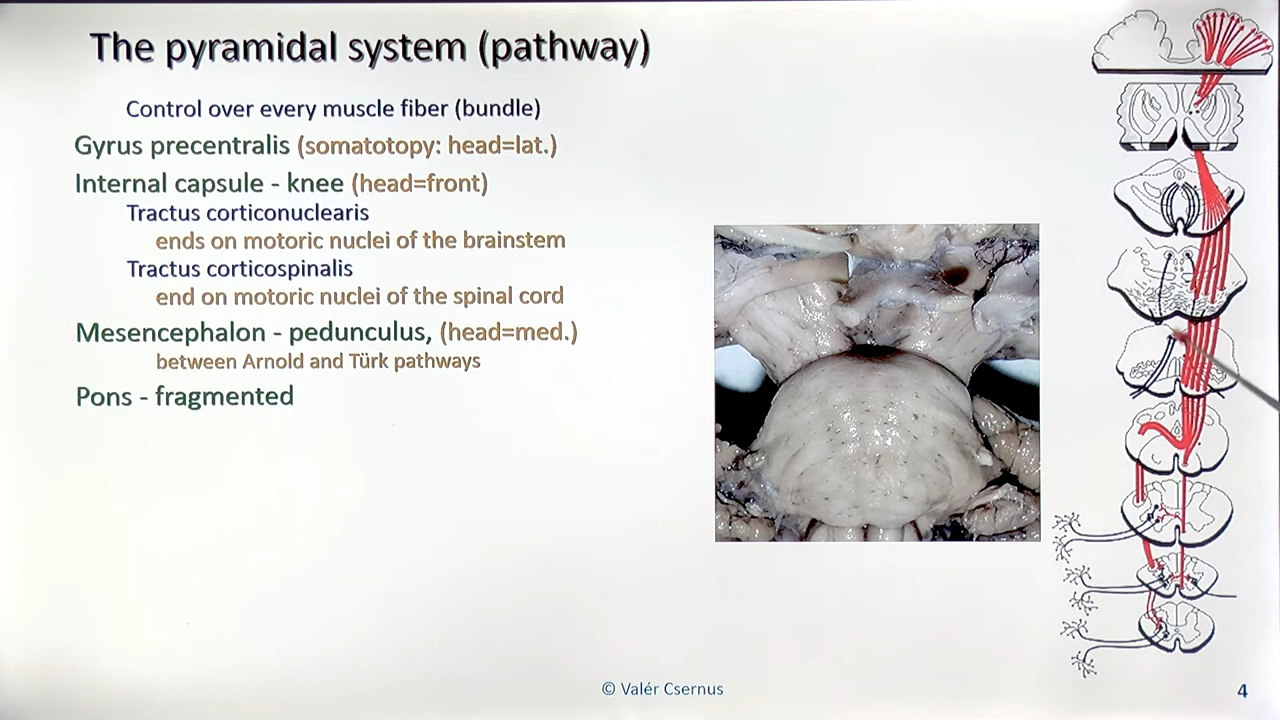 The pyramidal system (pathway)
Control over every muscle fiber (bundle)
Gyrus precentralis (somatotopy: head=lat.)
Internal capsule - knee (head=front)
Tractus corticonuclearis
ends on motoric nuclei of the brainstem
Tractus corticospinalis
end on motoric nuclei of the spinal cord
Mesencephalon - pedunculus, (head=med.)
between Arnold and Türk pathways
Pons - fragmented
© Valér Csernus
4